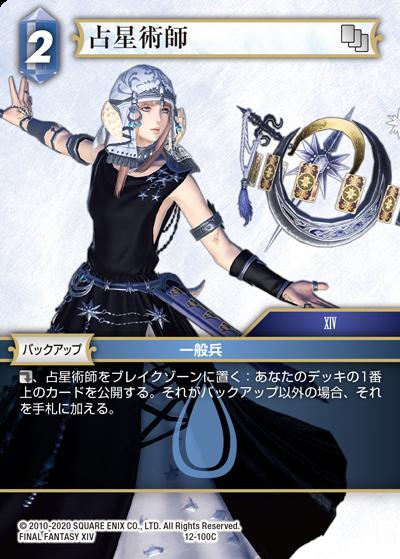 2
占星術師
XIV
バックアップ
一般兵
、占星術師をブレイクゾーンに置く：あなたのデッキの1番
上のカードを公開する。それがバックアップ以外の場合、それ
を手札に加える。
© 2010-2020 SQUARE ENIX CO., LTD. All Rights Reserved.
FINAL FANTASY XIV
12-100C